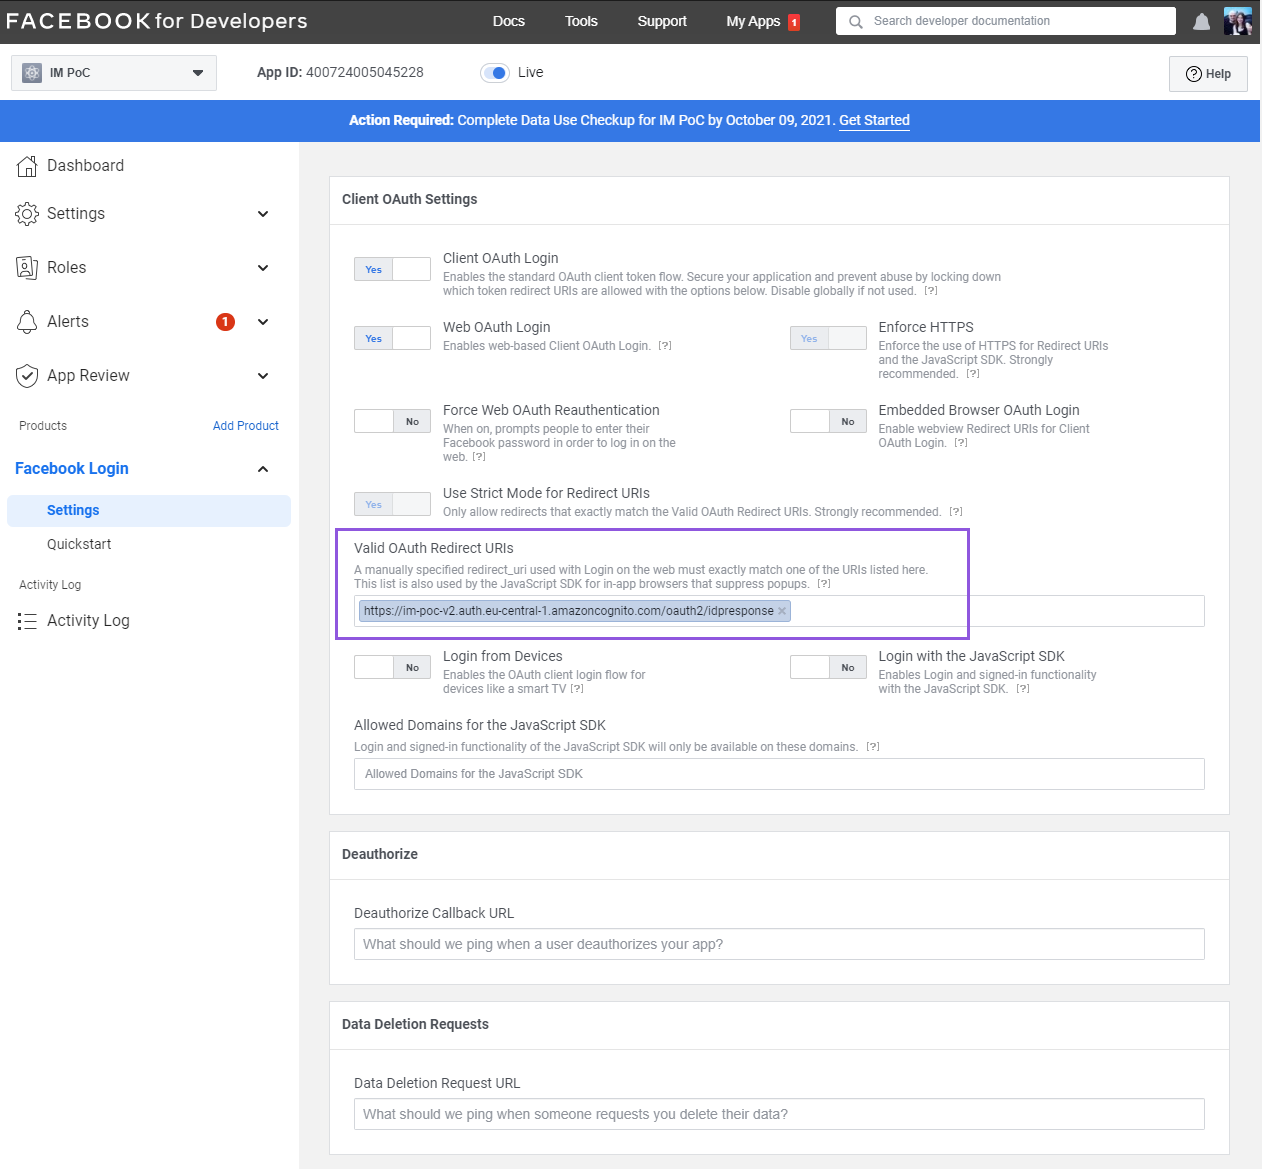 FACEBOOK for Developers
Docs
Tools
Support
My Apps 1
Search developer documentation
IM PoC
App ID: 400724005045228
Live
Help
Action Required: Complete Data Use Checkup for IM PoC by October 09, 2021. Get Started
Dashboard
Settings
Roles
Alerts
1
App Review
Products
Add Product
Facebook Login
Settings
Quickstart
Activity Log
Activity Log
Client OAuth Settings
Yes
Client OAuth Login
Enables the standard OAuth client token flow. Secure your application and prevent abuse by locking down
which token redirect URIs are allowed with the options below. Disable globally if not used. [?]
Yes
Web OAuth Login
Enables web-based Client OAuth Login. [?]
Yes
Enforce HTTPS
Enforce the use of HTTPS for Redirect URIs
and the JavaScript SDK. Strongly
recommended. [?]
No
Force Web OAuth Reauthentication
When on, prompts people to enter their
Facebook password in order to log in on the
web. [?]
No
Embedded Browser OAuth Login
Enable webview Redirect URIs for Client
OAuth Login. [?]
Yes
Use Strict Mode for Redirect URIs
Only allow redirects that exactly match the Valid OAuth Redirect URIs. Strongly recommended. [?]
Valid OAuth Redirect URIs
A manually specified redirect_uri used with Login on the web must exactly match one of the URIs listed here.
This list is also used by the JavaScript SDK for in-app browsers that suppress popups. [?]
https://im-poc-v2.auth.eu-central-1.amazoncognito.com/oauth2/idpresponse ×
No
Login from Devices
Enables the OAuth client login flow for
devices like a smart TV [?]
No
Login with the JavaScript SDK
Enables Login and signed-in functionality
with the JavaScript SDK. [?]
Allowed Domains for the JavaScript SDK
Login and signed-in functionality of the JavaScript SDK will only be available on these domains. [?]
Allowed Domains for the JavaScript SDK
Deauthorize
Deauthorize Callback URL
What should we ping when a user deauthorizes your app?
Data Deletion Requests
Data Deletion Request URL
What should we ping when someone requests you delete their data?